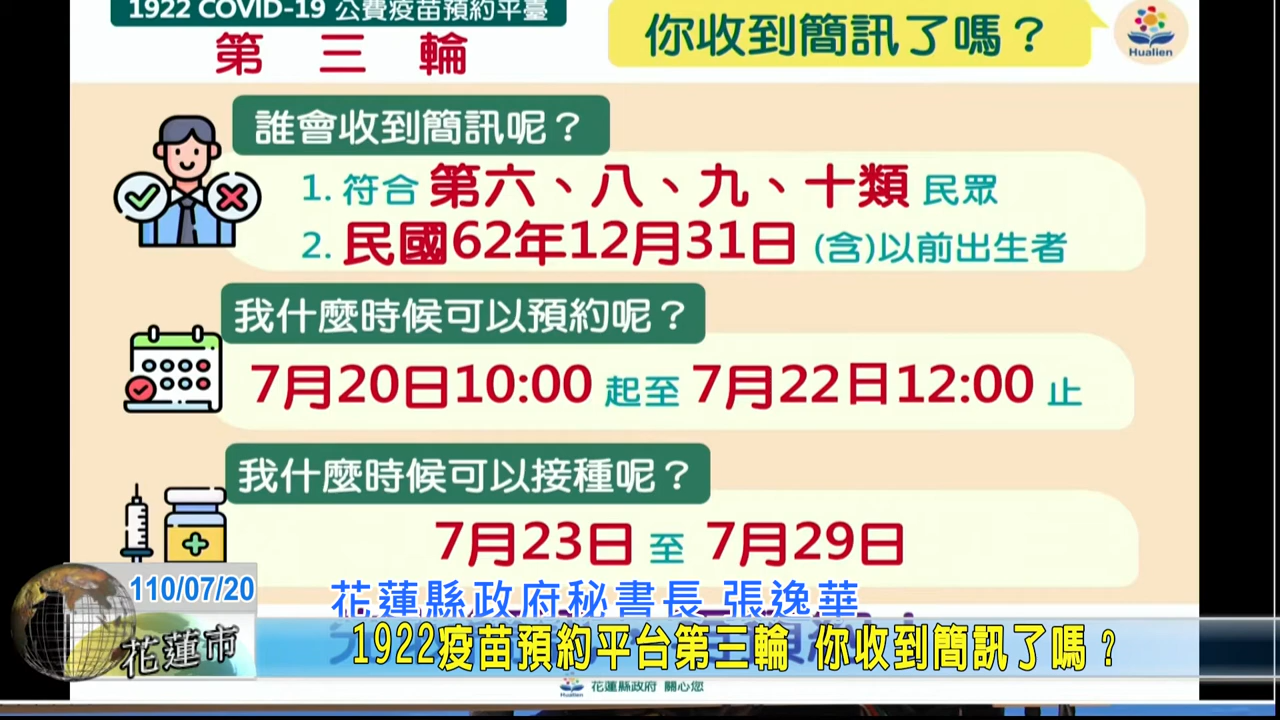 1922 COVID-19 公費疫苗預約平臺
第三輪
你收到簡訊了嗎？
Hualien
誰會收到簡訊呢？
1. 符合 第六、八、九、十類 民眾
2. 民國62年12月31日 (含)以前出生者
我什麼時候可以預約呢？
7月20日10:00 起至 7月22日12:00 止
我什麼時候可以接種呢？
7月23日 至 7月29日
110/07/20
花蓮市
花蓮縣政府秘書長 張逸華
1922疫苗預約平台第三輪 你收到簡訊了嗎？
Hualien
花蓮縣政府 關心您